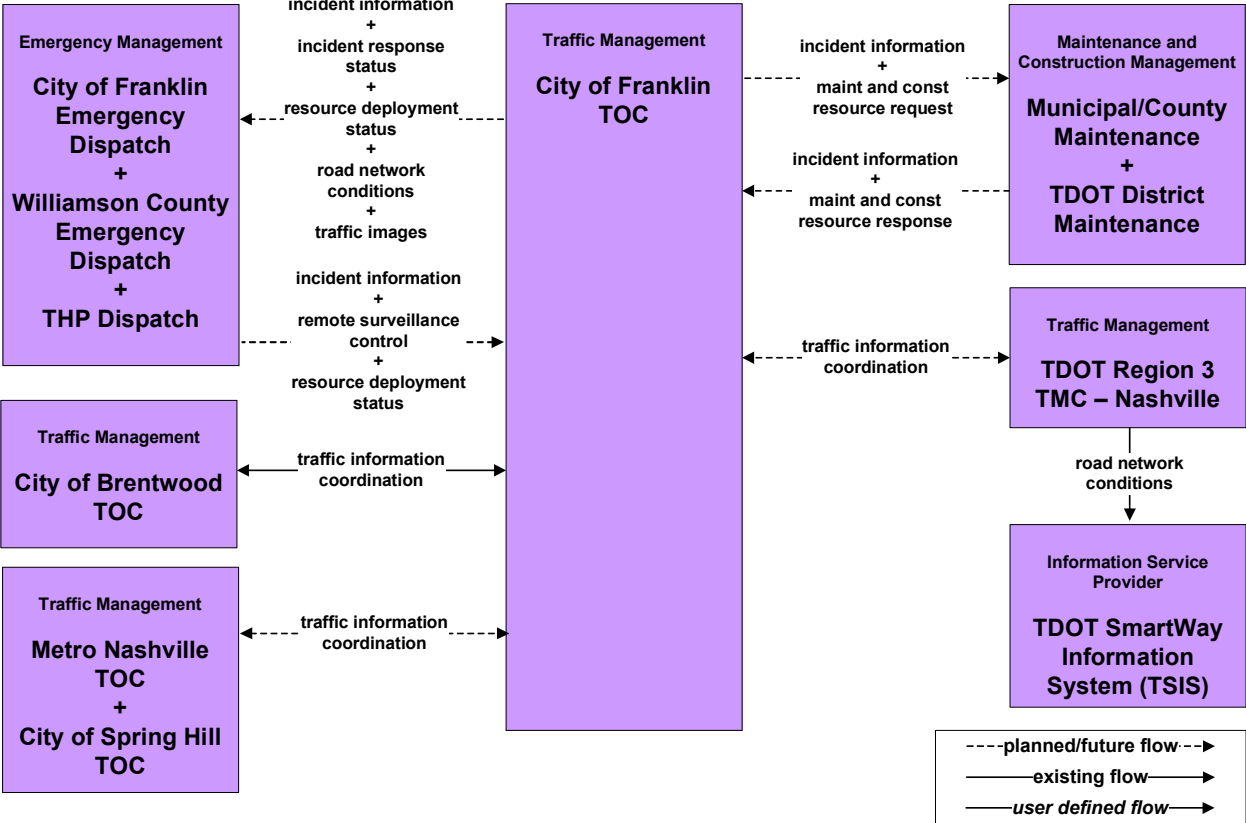 Emergency Management
City of Franklin
Emergency
Dispatch
+
Williamson County
Emergency
Dispatch
+
THP Dispatch
incident information
+
incident response
status
+
resource deployment
status
+
road network
conditions
+
traffic images
incident information
+
remote surveillance
control
+
resource deployment
status
Traffic Management
City of Franklin
TOC
incident information
+
maint and const
resource request
incident information
+
maint and const
resource response
Maintenance and
Construction Management
Municipal/County
Maintenance
+
TDOT District
Maintenance
traffic information
coordination
Traffic Management
TDOT Region 3
TMC – Nashville
road network
conditions
Information Service
Provider
TDOT SmartWay
Information
System (TSIS)
Traffic Management
City of Brentwood
TOC
traffic information
coordination
Traffic Management
Metro Nashville
TOC
+
City of Spring Hill
TOC
traffic information
coordination
planned/future flow
existing flow
user defined flow